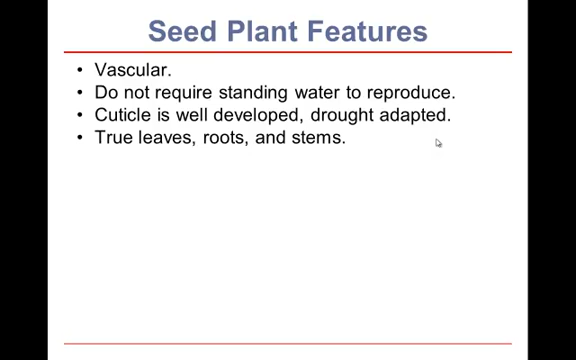 Seed Plant Features
• Vascular.
• Do not require standing water to reproduce.
• Cuticle is well developed, drought adapted.
• True leaves, roots, and stems.